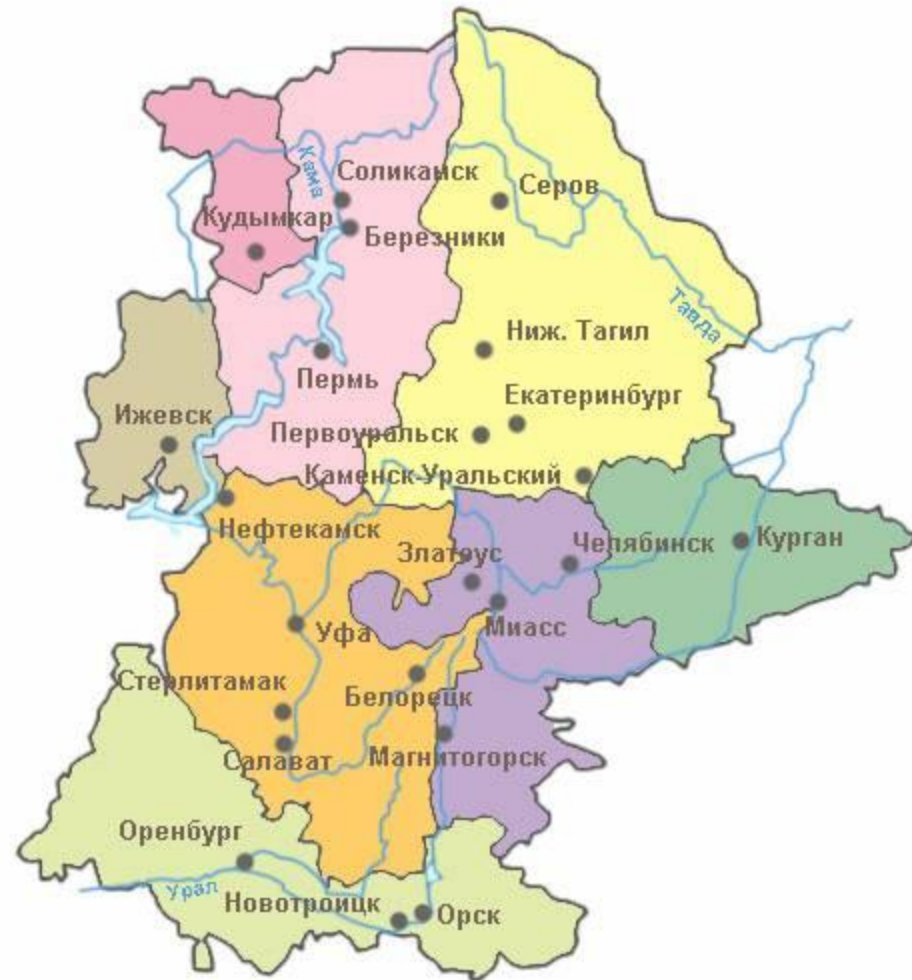 Кама
Соликамск
Серов
Кудымкар
Березники
Тавда
Ниж. Тагил
Пермь
Екатеринбург
Ижевск
Первоуральск
Каменск-Уральский
Нефтекамск
Златоус
Челябинск
Курган
Уфа
Миасс
Стерлитамак
Белорецк
Салават
Магнитогорск
Оренбург
Урал
Новотроицк
Орск